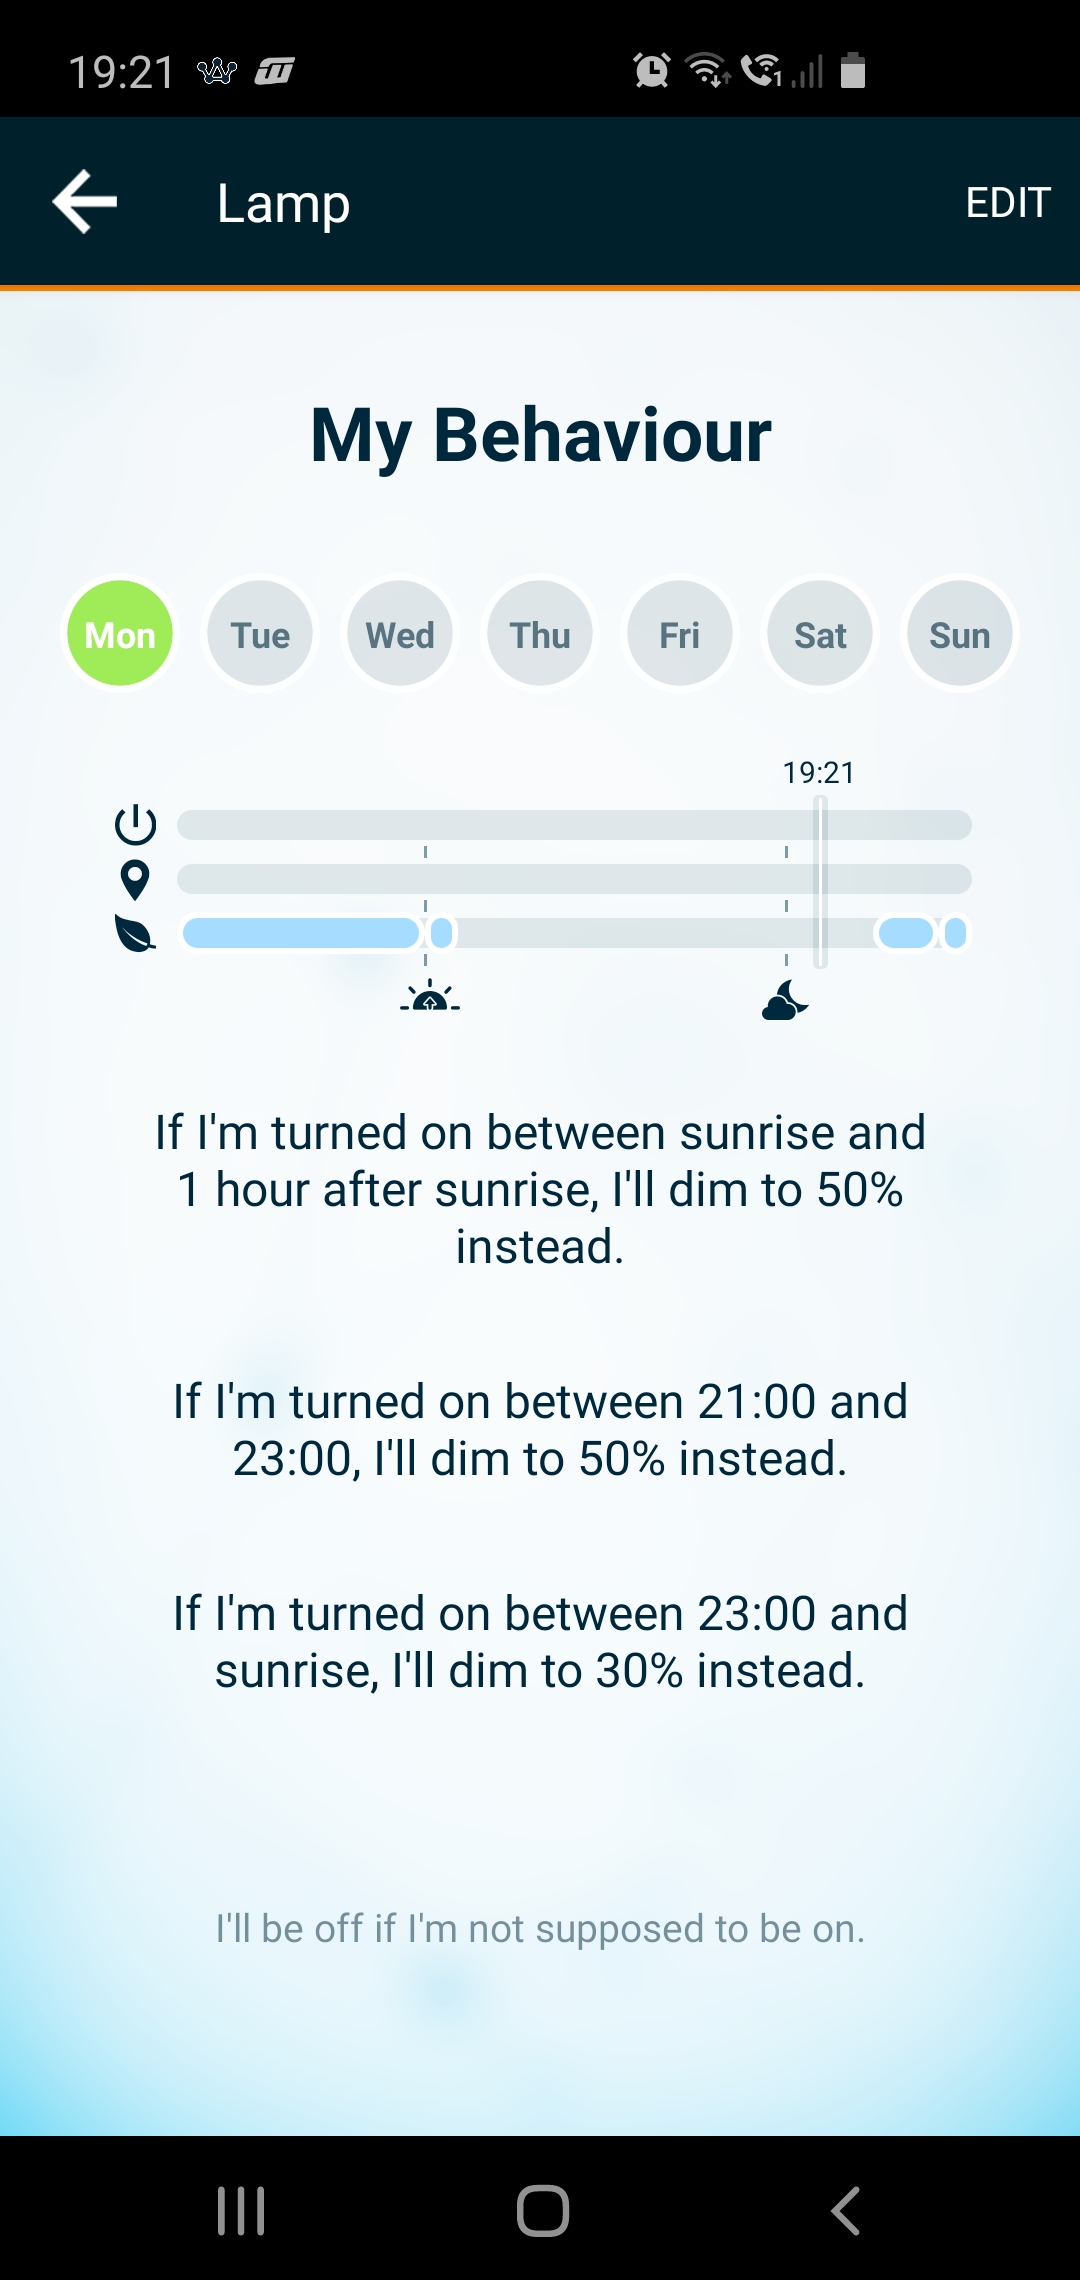 19:21
1
Lamp
EDIT
My Behaviour
Mon Tue Wed Thu Fri Sat Sun
19:21
If I'm turned on between sunrise and
1 hour after sunrise, I'll dim to 50%
instead.
If I'm turned on between 21:00 and
23:00, I'll dim to 50% instead.
If I'm turned on between 23:00 and
sunrise, I'll dim to 30% instead.
I'll be off if I'm not supposed to be on.